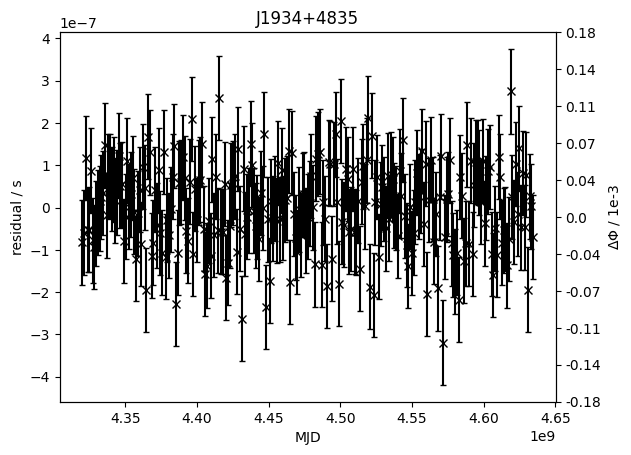 J1934+4835
1e−7
4
3
2
1
0
−1
−2
−3
−4
residual / s
0.18
0.14
0.11
0.07
0.04
0.0
-0.04
-0.07
-0.11
-0.14
-0.18
ΔΦ / 1e-3
4.35 4.40 4.45 4.50 4.55 4.60 4.65
1e9
MJD